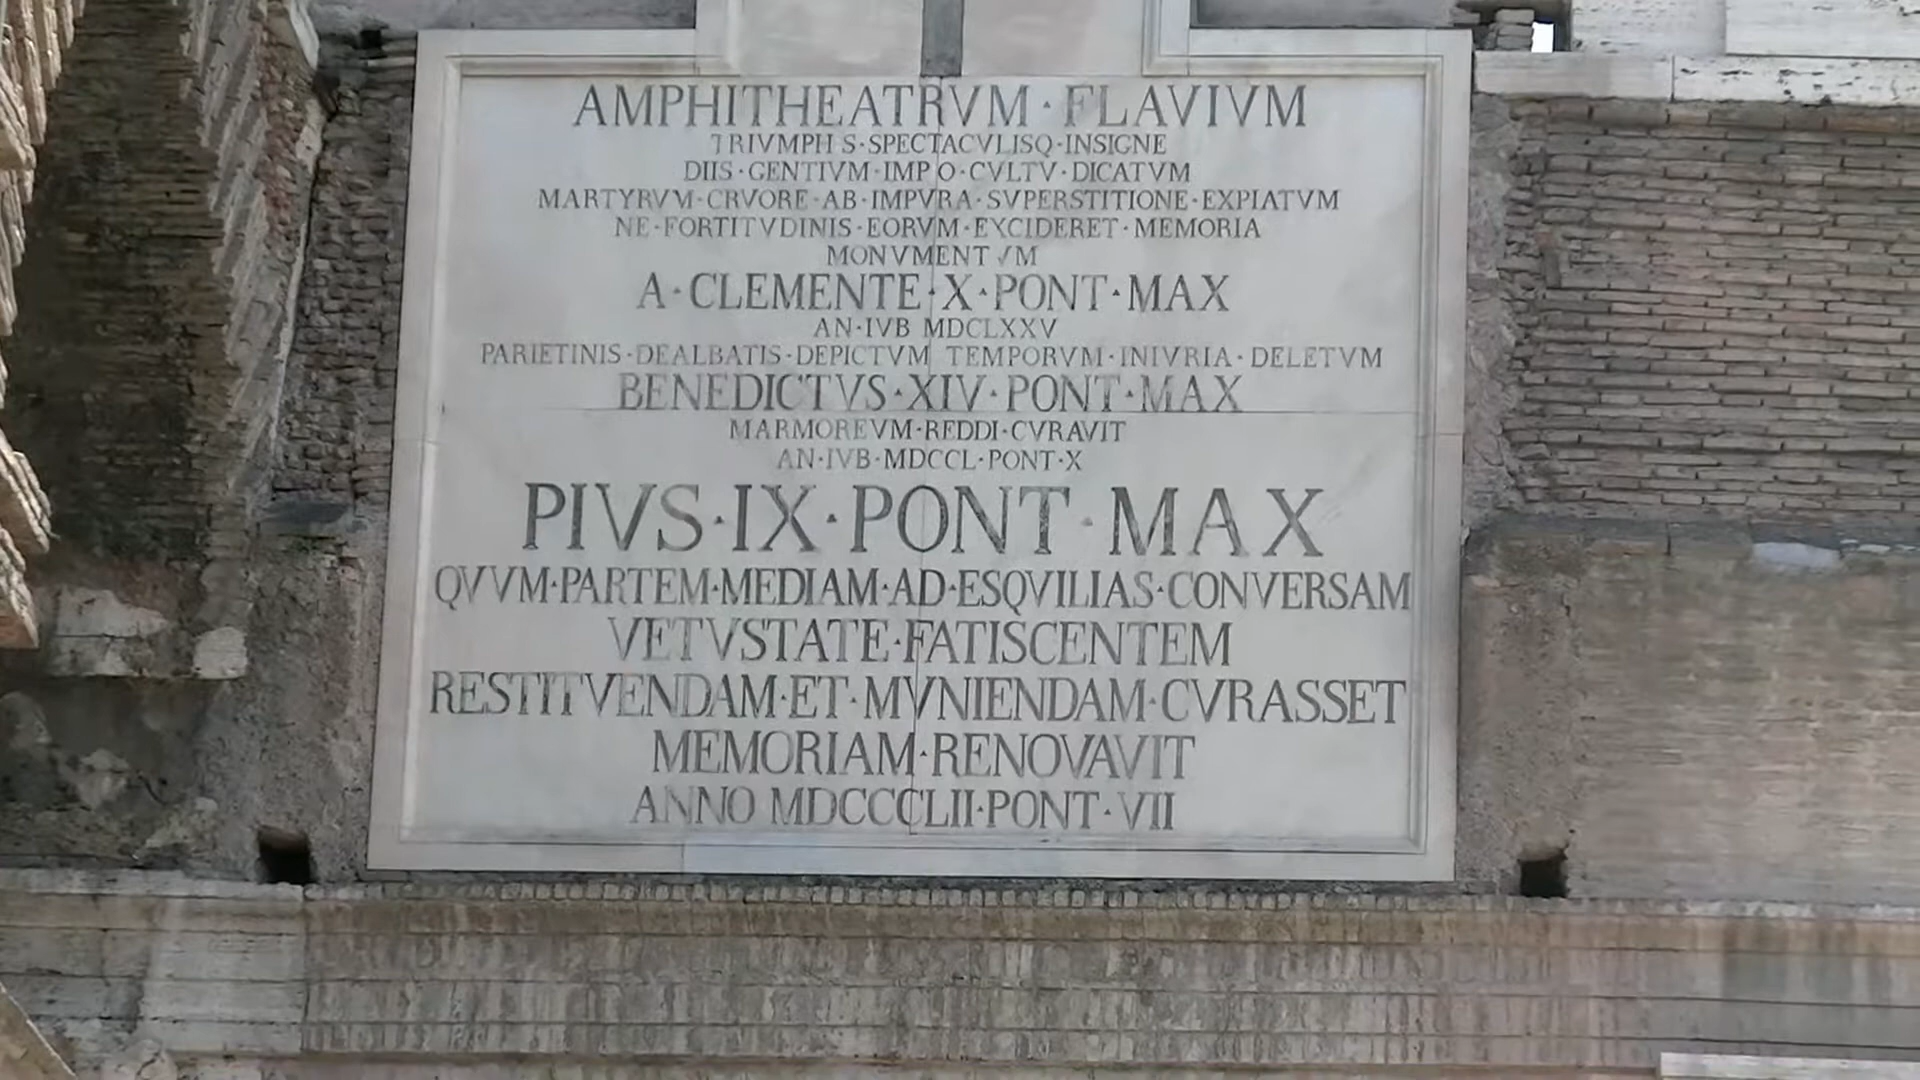 AMPHITHEATRVM · FLAVIVM
TRIVMPHIS · SPECTACVLISQ · INSIGNE
DIIS · GENTIVM · IMPIO · CVLTV · DICATVM
MARTYRVM · CRVORE · AB · IMPVRA · SVPERSTITIONE · EXPIATVM
NE · FORTITVDINIS · EORVM · EXCIDERET · MEMORIA
MONVMENTVM
A · CLEMENTE · X · PONT · MAX
AN · IVB MDCLXXV
PARIETINIS · DEALBATIS · DEPICTVM TEMPORVM · INIVRIA · DELETVM
BENEDICTVS · XIV · PONT · MAX
MARMOREVM · REDDI · CVRAVIT
AN · IVB · MDCCL · PONT · X
PIVS · IX · PONT · MAX
QVVM · PARTEM · MEDIAM · AD · ESQVILIAS · CONVERSAM
VETVSTATE · FATISCENTEM
RESTITVENDAM · ET · MVNIENDAM · CVRASSET
MEMORIAM · RENOVAVIT
ANNO MDCCCLII · PONT · VII